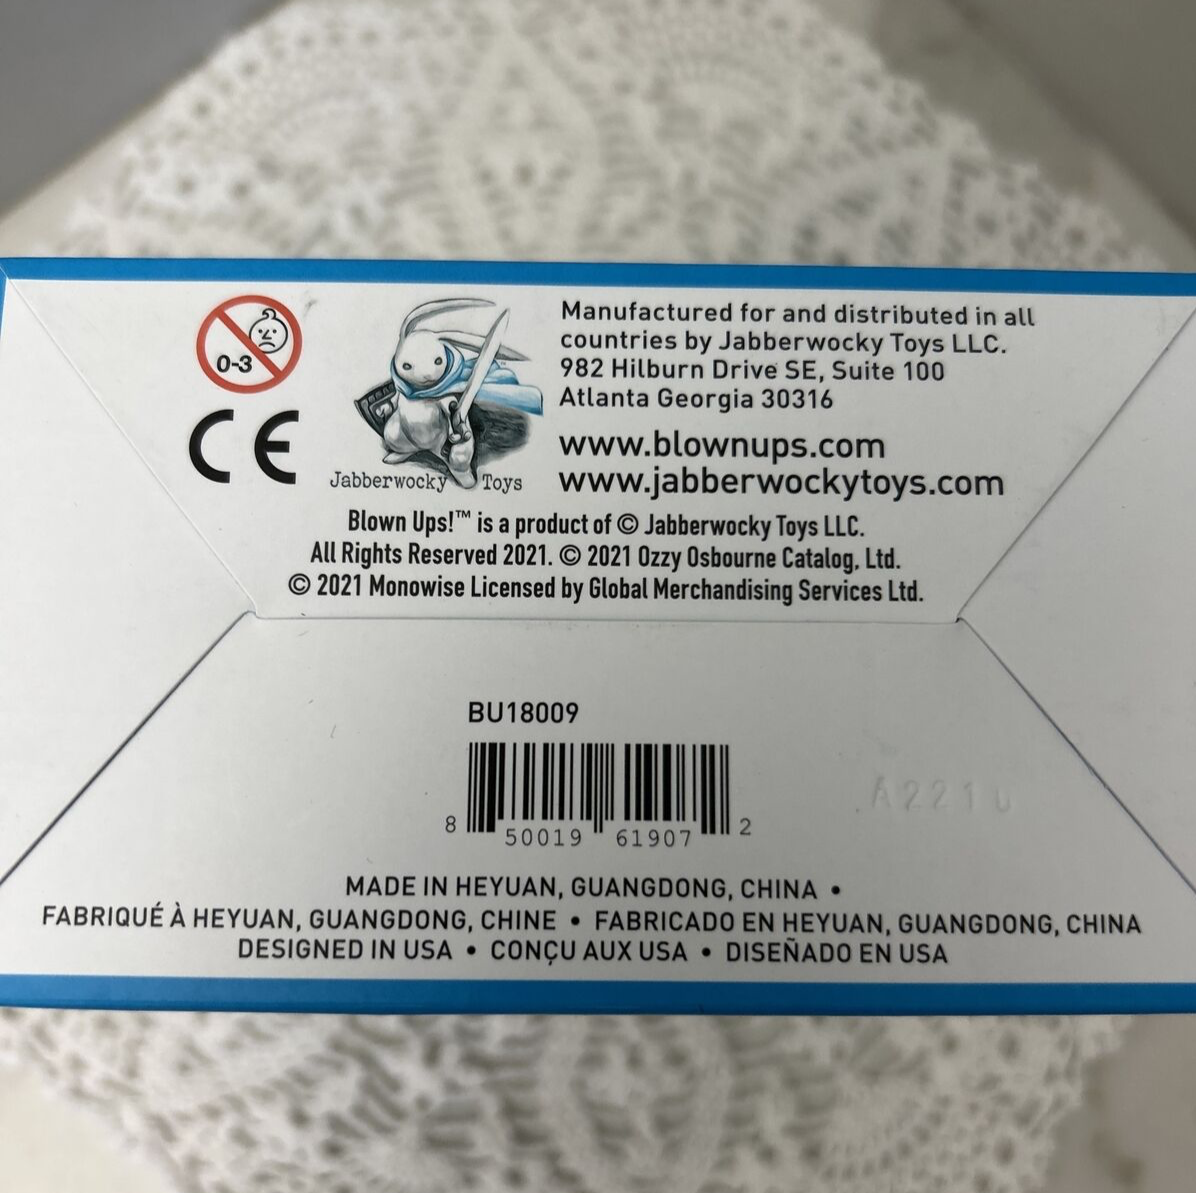 0-3
CE
Jabberwocky Toys
Manufactured for and distributed in all
countries by Jabberwocky Toys LLC.
982 Hilburn Drive SE, Suite 100
Atlanta Georgia 30316
www.blownups.com
www.jabberwockytoys.com
Blown Ups!™ is a product of © Jabberwocky Toys LLC.
All Rights Reserved 2021. © 2021 Ozzy Osbourne Catalog, Ltd.
© 2021 Monowise Licensed by Global Merchandising Services Ltd.
BU18009
8 50019 61907 2
A221U
MADE IN HEYUAN, GUANGDONG, CHINA •
FABRIQUÉ À HEYUAN, GUANGDONG, CHINE • FABRICADO EN HEYUAN, GUANGDONG, CHINA
DESIGNED IN USA • CONÇU AUX USA • DISEÑADO EN USA